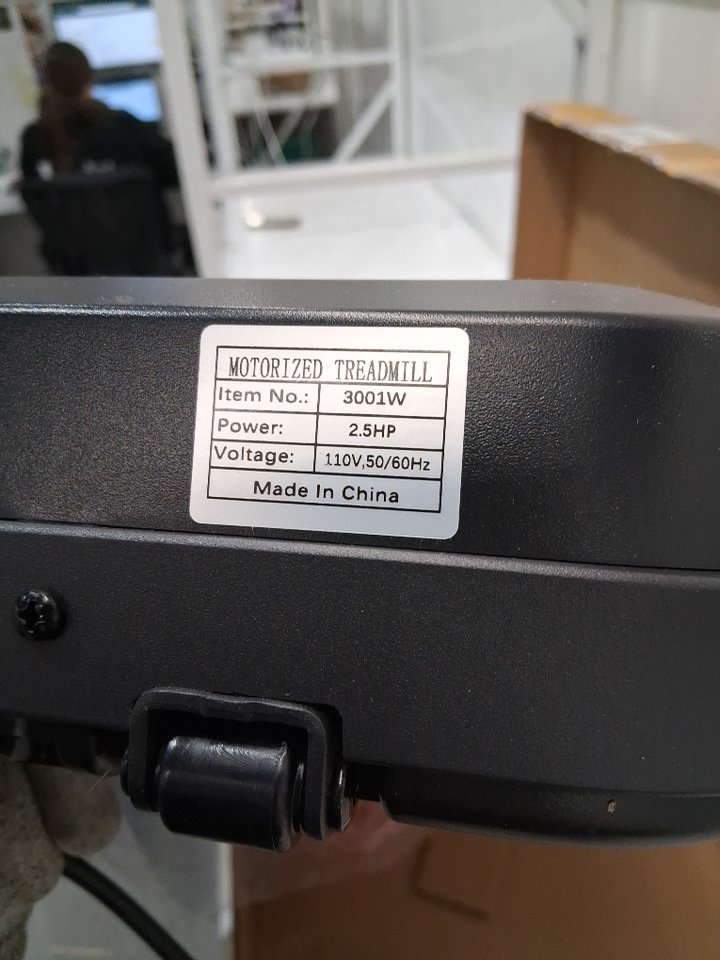 MOTORIZED TREADMILL
Item No.: 3001W
Power: 2.5HP
Voltage: 110V,50/60Hz
Made In China